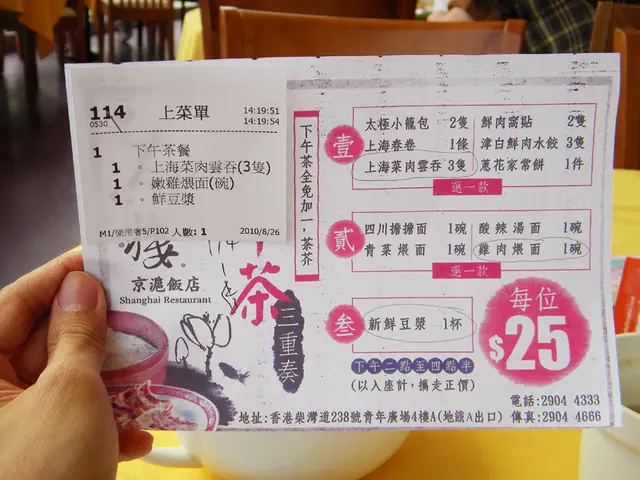 114 上菜單 14:19:51
0530 14:19:54
1 下午茶餐
1 。上海菜肉雲吞(3隻)
1 。嫩雞煨面(碗)
1 。鮮豆漿
M1/使用者5/P102 人數: 1 2010/8/26
京滬飯店
Shanghai Restaurant
茶
三重奏
下午茶全免加一,茶芥
壹
太極小籠包 2隻 鮮肉窩貼 2隻
上海春卷 1條 津白鮮肉水餃 3隻
上海菜肉雲吞 3隻 蔥花家常餅 1件
選一款
貳
四川擔擔面 1碗 酸辣湯面 1碗
青菜煨面 1碗 雞肉煨面 1碗
選一款
叁
新鮮豆漿 1杯
下午二點至四點半
(以入座計,攜走正價)
每位
$25
電話:2904 4333
地址:香港柴灣道238號青年廣場4樓A(地鐵A出口) 傳真:2904 4666